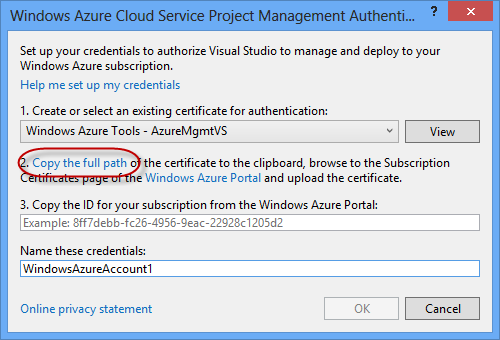 Windows Azure Cloud Service Project Management Authenti... ?
Set up your credentials to authorize Visual Studio to manage and deploy to your
Windows Azure subscription.
Help me set up my credentials
1. Create or select an existing certificate for authentication:
Windows Azure Tools - AzureMgmtVS View
2. Copy the full path of the certificate to the clipboard, browse to the Subscription
Certificates page of the Windows Azure Portal and upload the certificate.
3. Copy the ID for your subscription from the Windows Azure Portal:
Example: 8ff7debb-fc26-4956-9eac-22928c1205d2
Name these credentials:
WindowsAzureAccount1
Online privacy statement OK Cancel